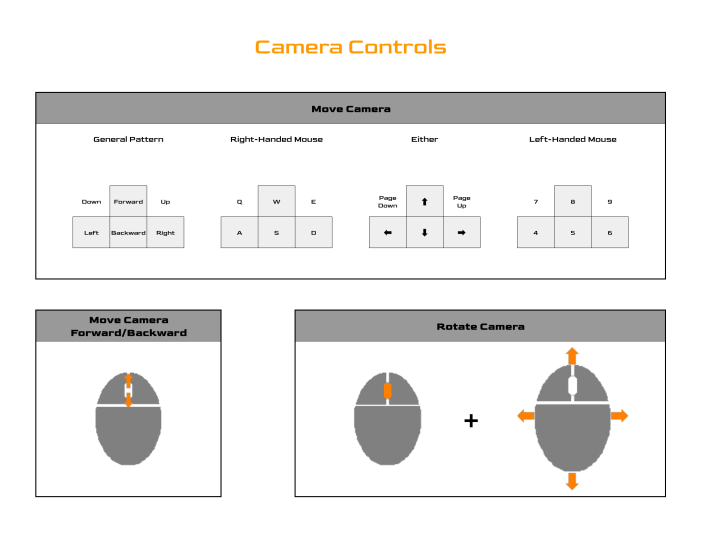 Camera Controls
Move Camera
General Pattern Right-Handed Mouse Either Left-Handed Mouse
Down Forward Up Q W E Page Down ⬆ Page Up 7 8 9
Left Backward Right A S D ⬅ ⬇ ➡ 4 5 6
Move Camera
Forward/Backward
Rotate Camera
+